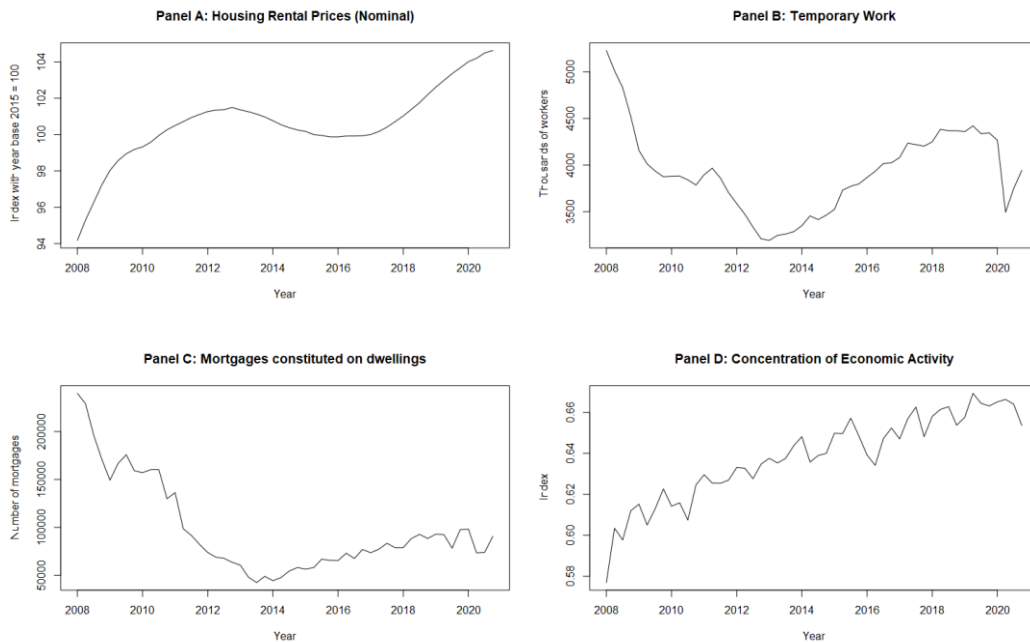 Panel A: Housing Rental Prices (Nominal)
Index with year base 2015 = 100
104
102
100
98
96
94
2008 2010 2012 2014 2016 2018 2020
Year
Panel B: Temporary Work
Thousands of workers
5000
4500
4000
3500
2008 2010 2012 2014 2016 2018 2020
Year
Panel C: Mortgages constituted on dwellings
Number of mortgages
200000
150000
100000
50000
2008 2010 2012 2014 2016 2018 2020
Year
Panel D: Concentration of Economic Activity
Index
0.66
0.64
0.62
0.60
0.58
2008 2010 2012 2014 2016 2018 2020
Year